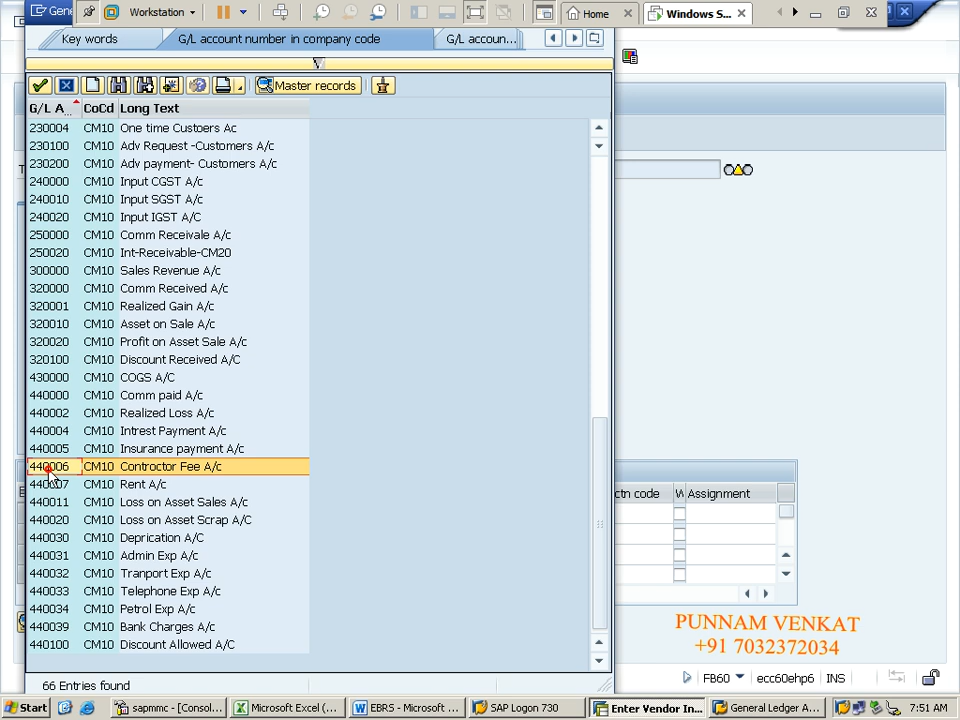 Gene
Workstation
Home
Windows S...
Key words
G/L account number in company code
G/L accoun...
Master records
G/L A... CoCd Long Text
230004 CM10 One time Custoers Ac
230100 CM10 Adv Request -Customers A/c
230200 CM10 Adv payment- Customers A/c
240000 CM10 Input CGST A/c
240010 CM10 Input SGST A/c
240020 CM10 Input IGST A/C
250000 CM10 Comm Receivale A/c
250020 CM10 Int-Receivable-CM20
300000 CM10 Sales Revenue A/c
320000 CM10 Comm Received A/c
320001 CM10 Realized Gain A/c
320010 CM10 Asset on Sale A/c
320020 CM10 Profit on Asset Sale A/c
320100 CM10 Discount Received A/C
430000 CM10 COGS A/C
440000 CM10 Comm paid A/c
440002 CM10 Realized Loss A/c
440004 CM10 Intrest Payment A/c
440005 CM10 Insurance payment A/c
440006 CM10 Controctor Fee A/c
440007 CM10 Rent A/c
440011 CM10 Loss on Asset Sales A/c
440020 CM10 Loss on Asset Scrap A/C
440030 CM10 Deprication A/C
440031 CM10 Admin Exp A/c
440032 CM10 Tranport Exp A/c
440033 CM10 Telephone Exp A/c
440034 CM10 Petrol Exp A/c
440039 CM10 Bank Charges A/c
440100 CM10 Discount Allowed A/C
ctn code W Assignment
PUNNAM VENKAT
+91 7032372034
66 Entries found
FB60 ecc60ehp6 INS
Start sapmmc - [Consol... Microsoft Excel (... EBRS - Microsoft ... SAP Logon 730 Enter Vendor In... General Ledger A... 7:51 AM